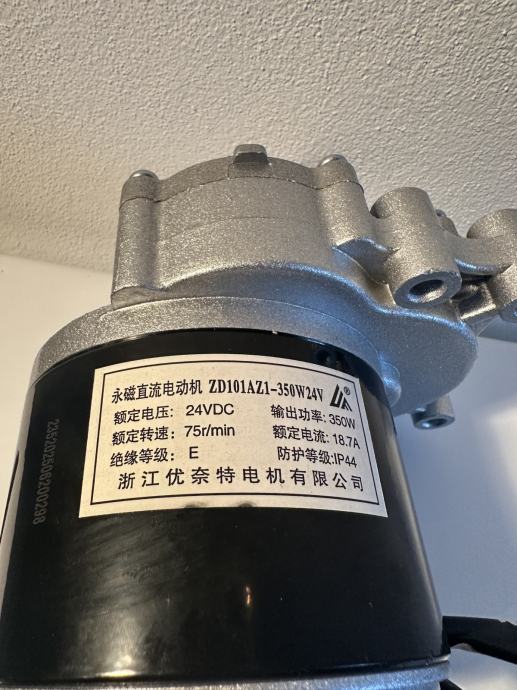 永磁直流电动机 ZD101AZ1-350W24V ®
额定电压: 24VDC 输出功率: 350W
额定转速: 75r/min 额定电流: 18.7A
绝缘等级: E 防护等级:IP44
浙江优奈特电机有限公司